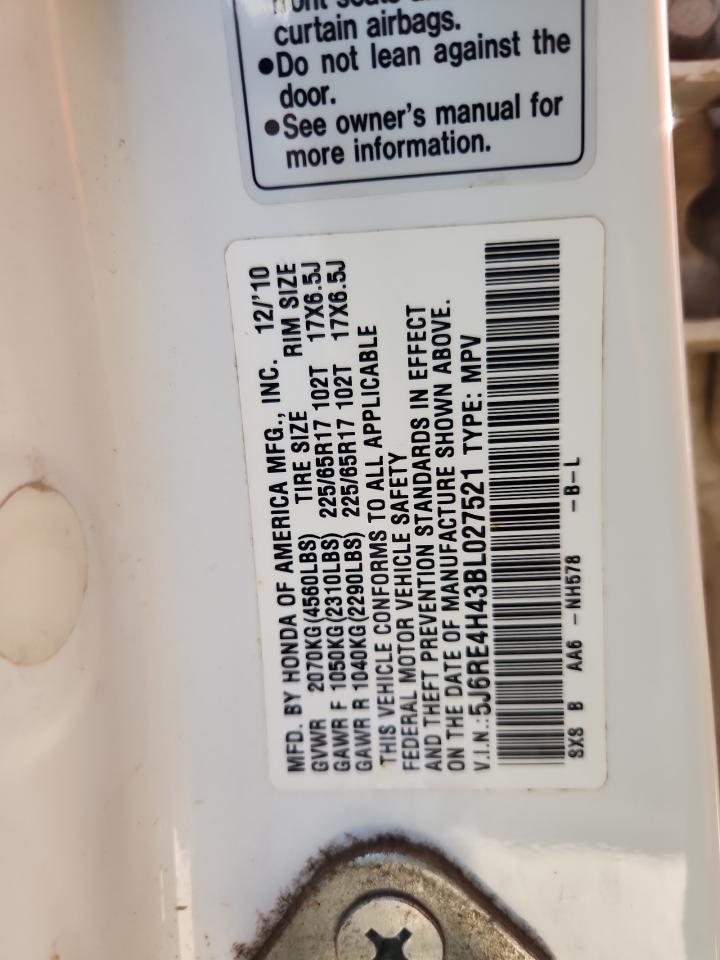 curtain airbags.
●Do not lean against the
door.
●See owner's manual for
more information.
MFD. BY HONDA OF AMERICA MFG., INC. 12/'10
GVWR 2070KG(4560LBS) TIRE SIZE RIM SIZE
GAWR F 1050KG(2310LBS) 225/65R17 102T 17X6.5J
GAWR R 1040KG(2290LBS) 225/65R17 102T 17X6.5J
THIS VEHICLE CONFORMS TO ALL APPLICABLE
FEDERAL MOTOR VEHICLE SAFETY
AND THEFT PREVENTION STANDARDS IN EFFECT
ON THE DATE OF MANUFACTURE SHOWN ABOVE.
V.I.N.:5J6RE4H43BL027521 TYPE: MPV
SXS B AA6 -NH578 -B-L